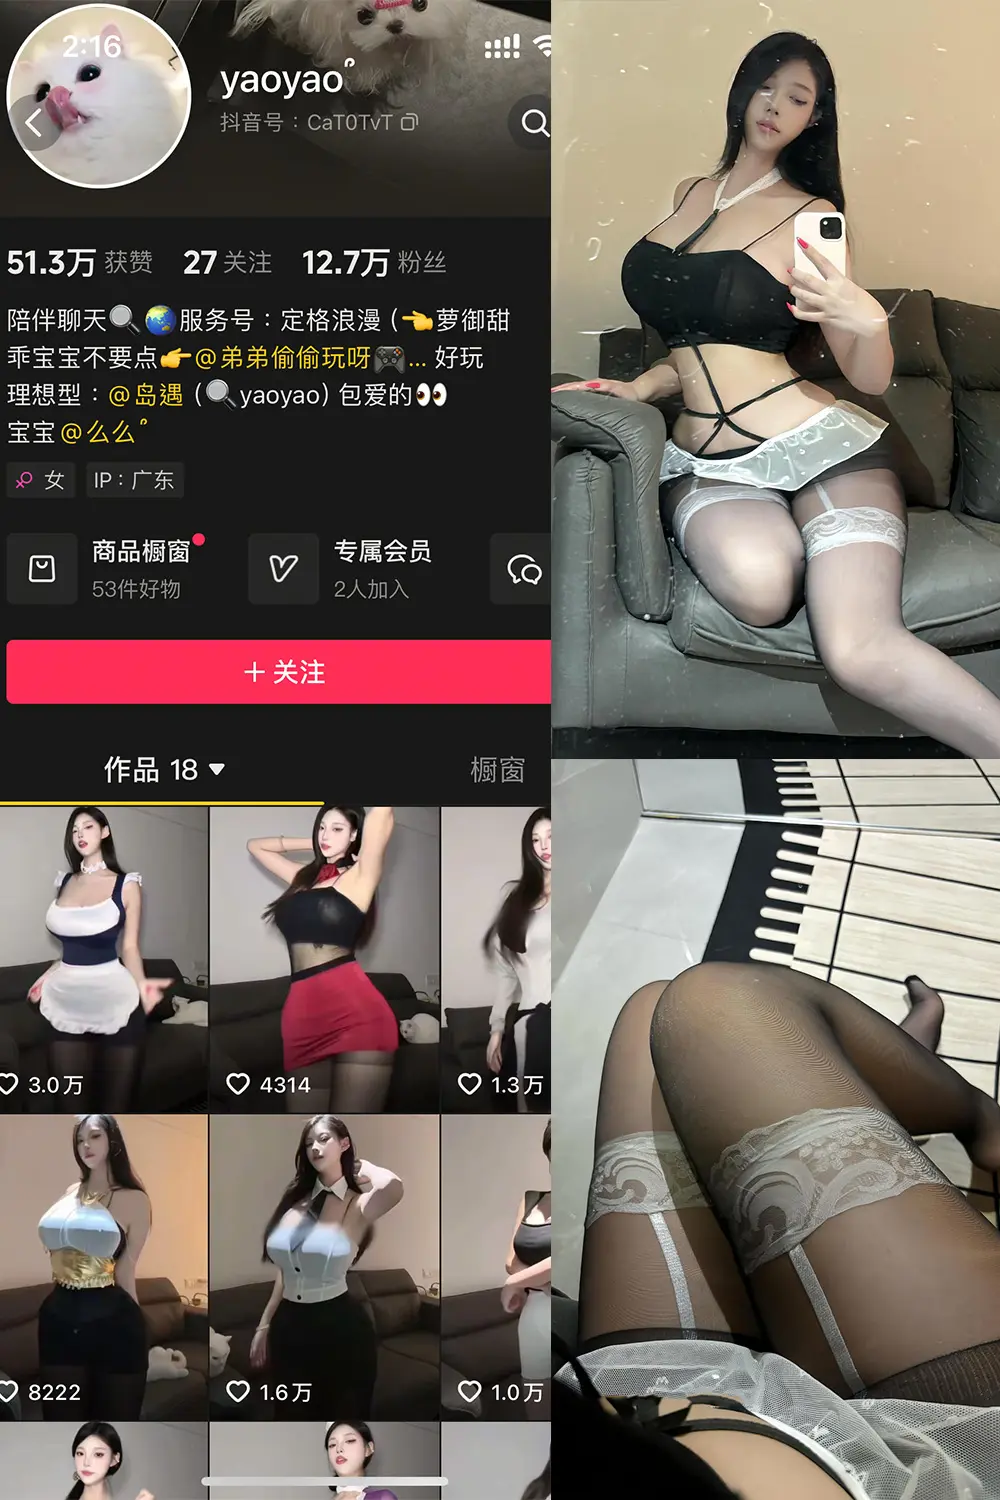 2:16
yaoyaoº
抖音号：CaT0TvT
51.3万 获赞 27 关注 12.7万 粉丝
陪伴聊天🔍🌏服务号：定格浪漫（👈萝御甜
乖宝宝不要点👉@弟弟偷偷玩呀🎮... 好玩
理想型：@岛遇（🔍yaoyao）包爱的👀
宝宝@么么º
女 IP：广东
商品橱窗 专属会员
53件好物 2人加入
+ 关注
作品 18 橱窗
3.0万 4314 1.3万
8222 1.6万 1.0万